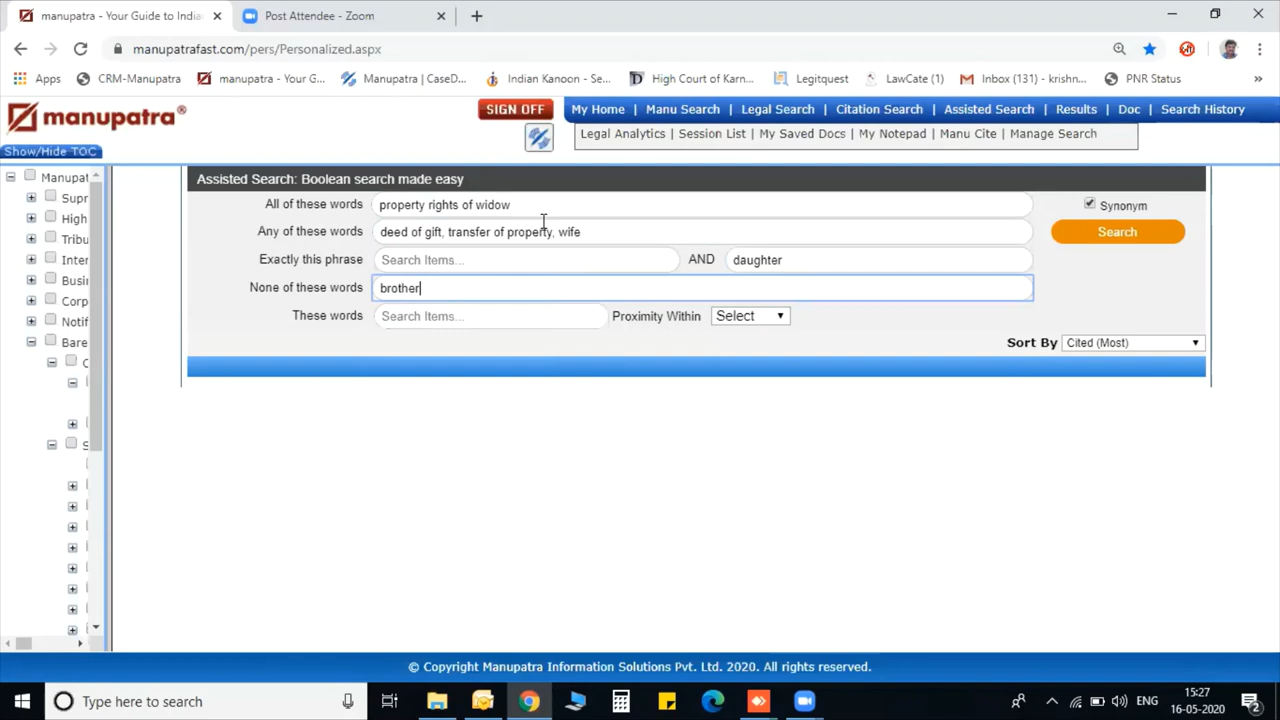 manupatra - Your Guide to India
Post Attendee - Zoom
manupatrafast.com/pers/Personalized.aspx
Apps
CRM-Manupatra
manupatra - Your G...
Manupatra | CaseD...
Indian Kanoon - Se...
High Court of Karn...
Legitquest
LawCate (1)
Inbox (131) - krishn...
PNR Status
manupatra®
SIGN OFF
My Home | Manu Search | Legal Search | Citation Search | Assisted Search | Results | Doc | Search History
Legal Analytics | Session List | My Saved Docs | My Notepad | Manu Cite | Manage Search
Show/Hide TOC
Manupat
Supr
High
Tribu
Inter
Busi
Corp
Notif
Bare
Assisted Search: Boolean search made easy
All of these words property rights of widow Synonym
Any of these words deed of gift, transfer of property, wife Search
Exactly this phrase Search Items... AND daughter
None of these words brother
These words Search Items... Proximity Within Select
Sort By Cited (Most)
© Copyright Manupatra Information Solutions Pvt. Ltd. 2020. All rights reserved.
Type here to search
ENG
15:27
16-05-2020
2